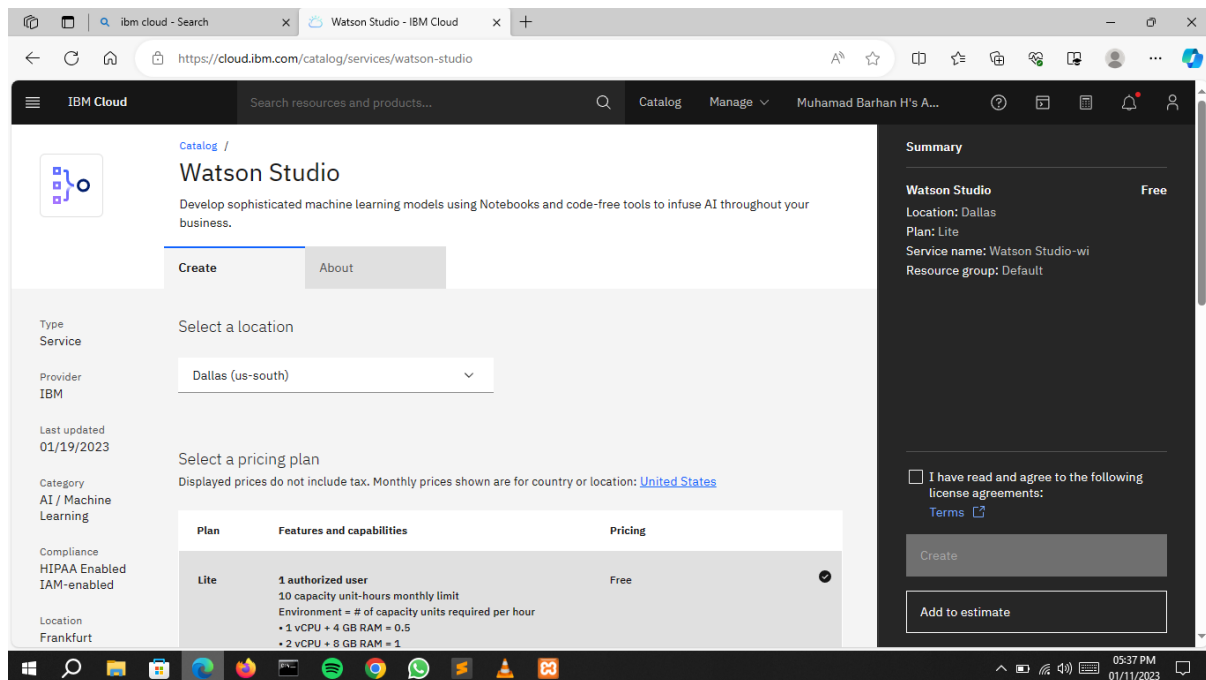 ibm cloud - Search
Watson Studio - IBM Cloud
https://cloud.ibm.com/catalog/services/watson-studio
IBM Cloud
Search resources and products...
Catalog
Manage
Muhamad Barhan H's A...
Catalog /
Watson Studio
Develop sophisticated machine learning models using Notebooks and code-free tools to infuse AI throughout your
business.
Create
About
Type
Service
Provider
IBM
Last updated
01/19/2023
Category
AI / Machine
Learning
Compliance
HIPAA Enabled
IAM-enabled
Location
Frankfurt
Select a location
Dallas (us-south)
Select a pricing plan
Displayed prices do not include tax. Monthly prices shown are for country or location: United States
Plan Features and capabilities Pricing
Lite 1 authorized user Free
10 capacity unit-hours monthly limit
Environment = # of capacity units required per hour
• 1 vCPU + 4 GB RAM = 0.5
• 2 vCPU + 8 GB RAM = 1
Summary
Watson Studio Free
Location: Dallas
Plan: Lite
Service name: Watson Studio-wi
Resource group: Default
I have read and agree to the following
license agreements:
Terms
Create
Add to estimate
05:37 PM
01/11/2023